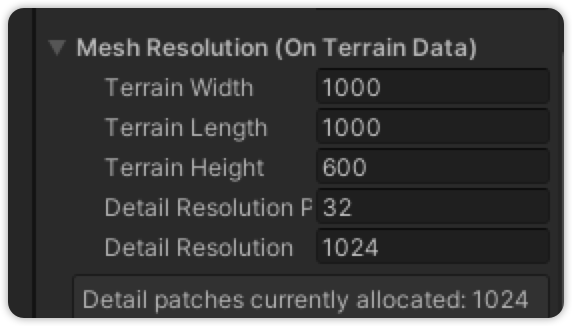 Mesh Resolution (On Terrain Data)
Terrain Width 1000
Terrain Length 1000
Terrain Height 600
Detail Resolution P 32
Detail Resolution 1024
Detail patches currently allocated: 1024